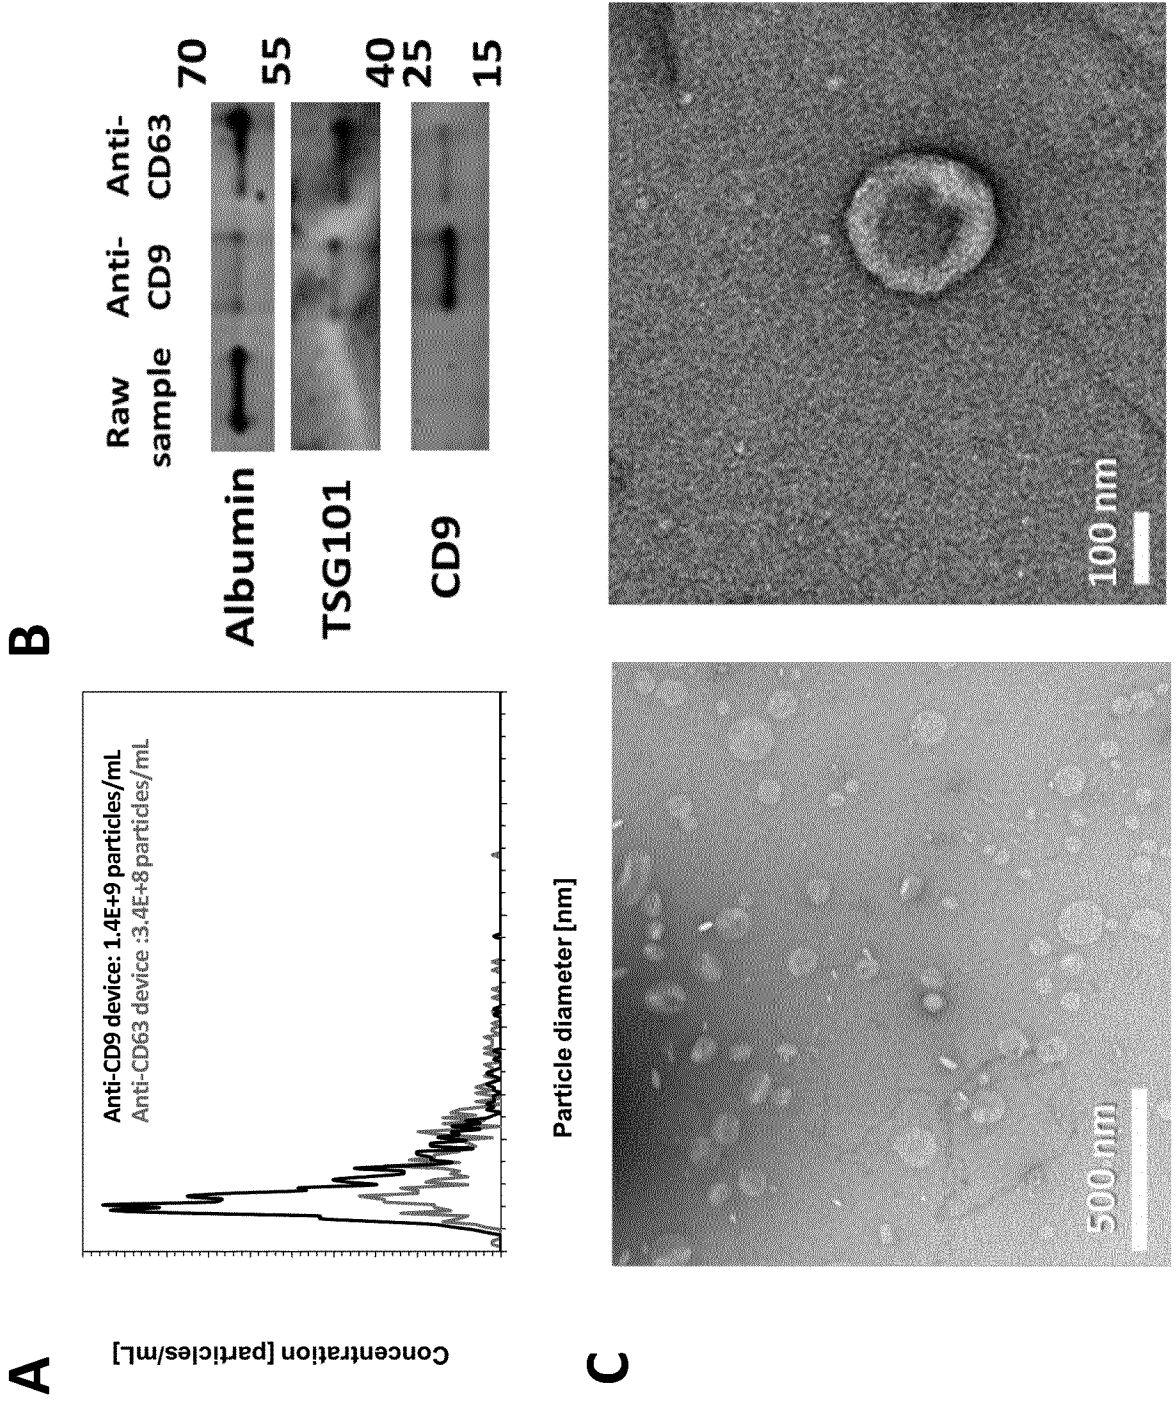 A
Concentration [particles/mL]
Anti-CD9 device: 1.4E+9 particles/mL
Anti-CD63 device :3.4E+8particles/mL
Particle diameter [nm]
B
Raw
sample
Anti-
CD9
Anti-
CD63
Albumin
TSG101
CD9
70
55
40
25
15
C
500 nm
100 nm